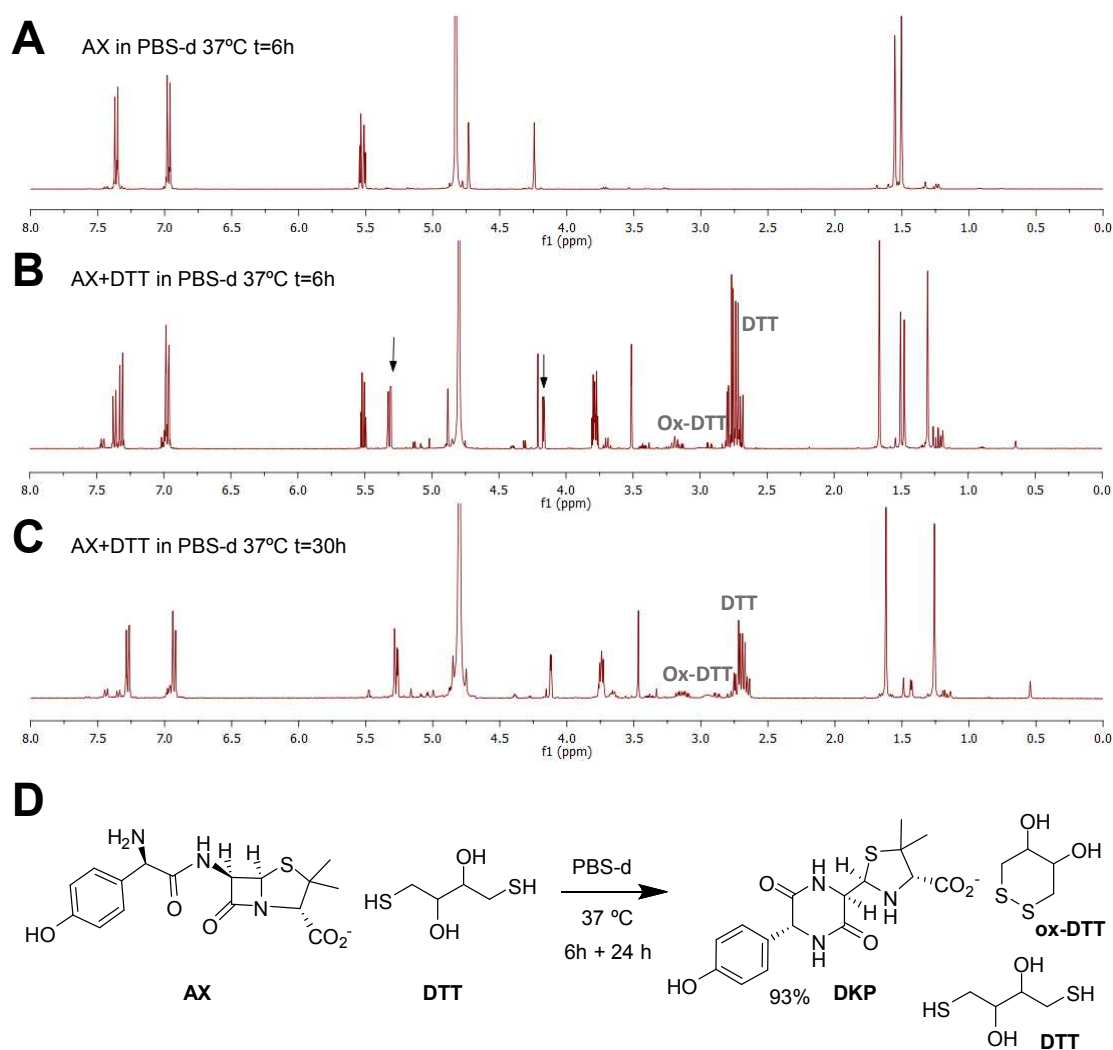 A AX in PBS-d 37ºC t=6h
8.0 7.5 7.0 6.5 6.0 5.5 5.0 4.5 4.0 3.5 3.0 2.5 2.0 1.5 1.0 0.5 0.0
f1 (ppm)
B AX+DTT in PBS-d 37ºC t=6h
DTT
Ox-DTT
8.0 7.5 7.0 6.5 6.0 5.5 5.0 4.5 4.0 3.5 3.0 2.5 2.0 1.5 1.0 0.5 0.0
f1 (ppm)
C AX+DTT in PBS-d 37ºC t=30h
DTT
Ox-DTT
8.0 7.5 7.0 6.5 6.0 5.5 5.0 4.5 4.0 3.5 3.0 2.5 2.0 1.5 1.0 0.5 0.0
f1 (ppm)
D
H2N
H
N
H
H
S
O
O
N
CO2-
HO
AX
OH
SH
HS
OH
DTT
PBS-d
37 ºC
6h + 24 h
S
H
H
N
O
N
H
CO2-
H
N
H
O
HO
93%
DKP
OH
OH
S
S
ox-DTT
OH
SH
HS
OH
DTT